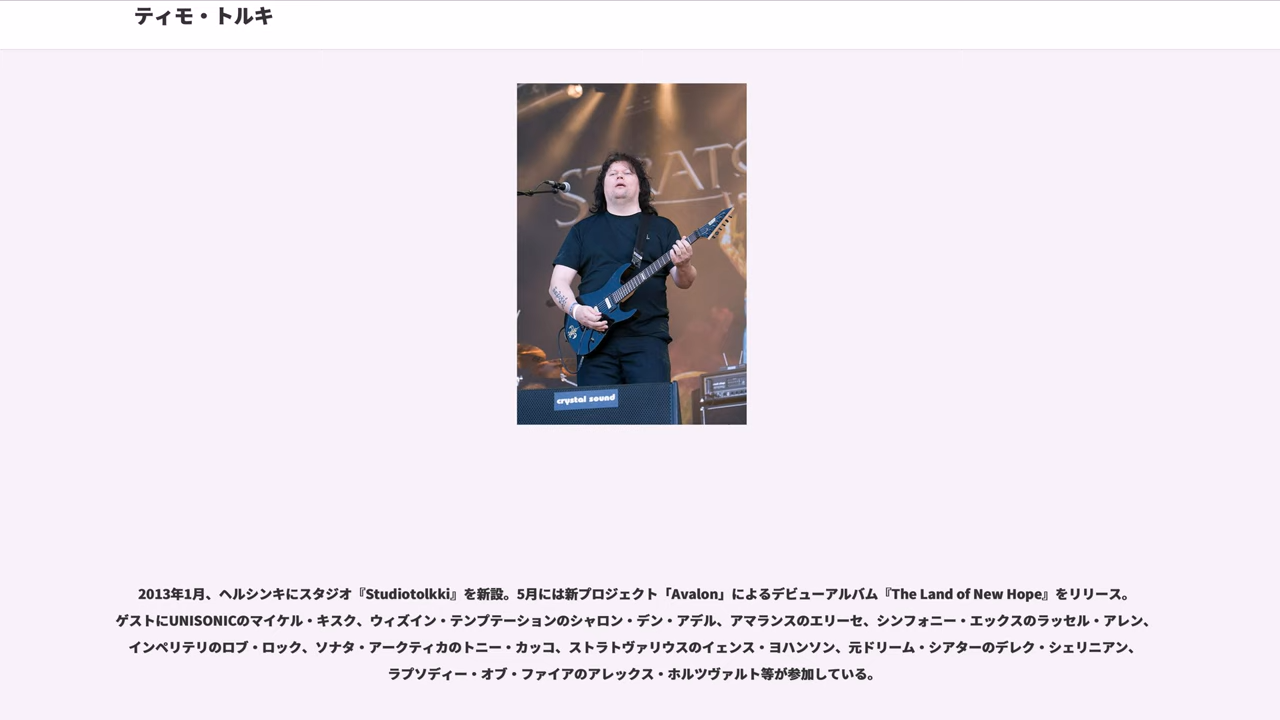 ティモ・トルキ
STRATO
crystal sound
2013年1月、ヘルシンキにスタジオ『Studiotolkki』を新設。5月には新プロジェクト「Avalon」によるデビューアルバム『The Land of New Hope』をリリース。
ゲストにUNISONICのマイケル・キスク、ウィズイン・テンプテーションのシャロン・デン・アデル、アマランスのエリーセ、シンフォニー・エックスのラッセル・アレン、
インペリテリのロブ・ロック、ソナタ・アークティカのトニー・カッコ、ストラトヴァリウスのイェンス・ヨハンソン、元ドリーム・シアターのデレク・シェリニアン、
ラプソディー・オブ・ファイアのアレックス・ホルツヴァルト等が参加している。